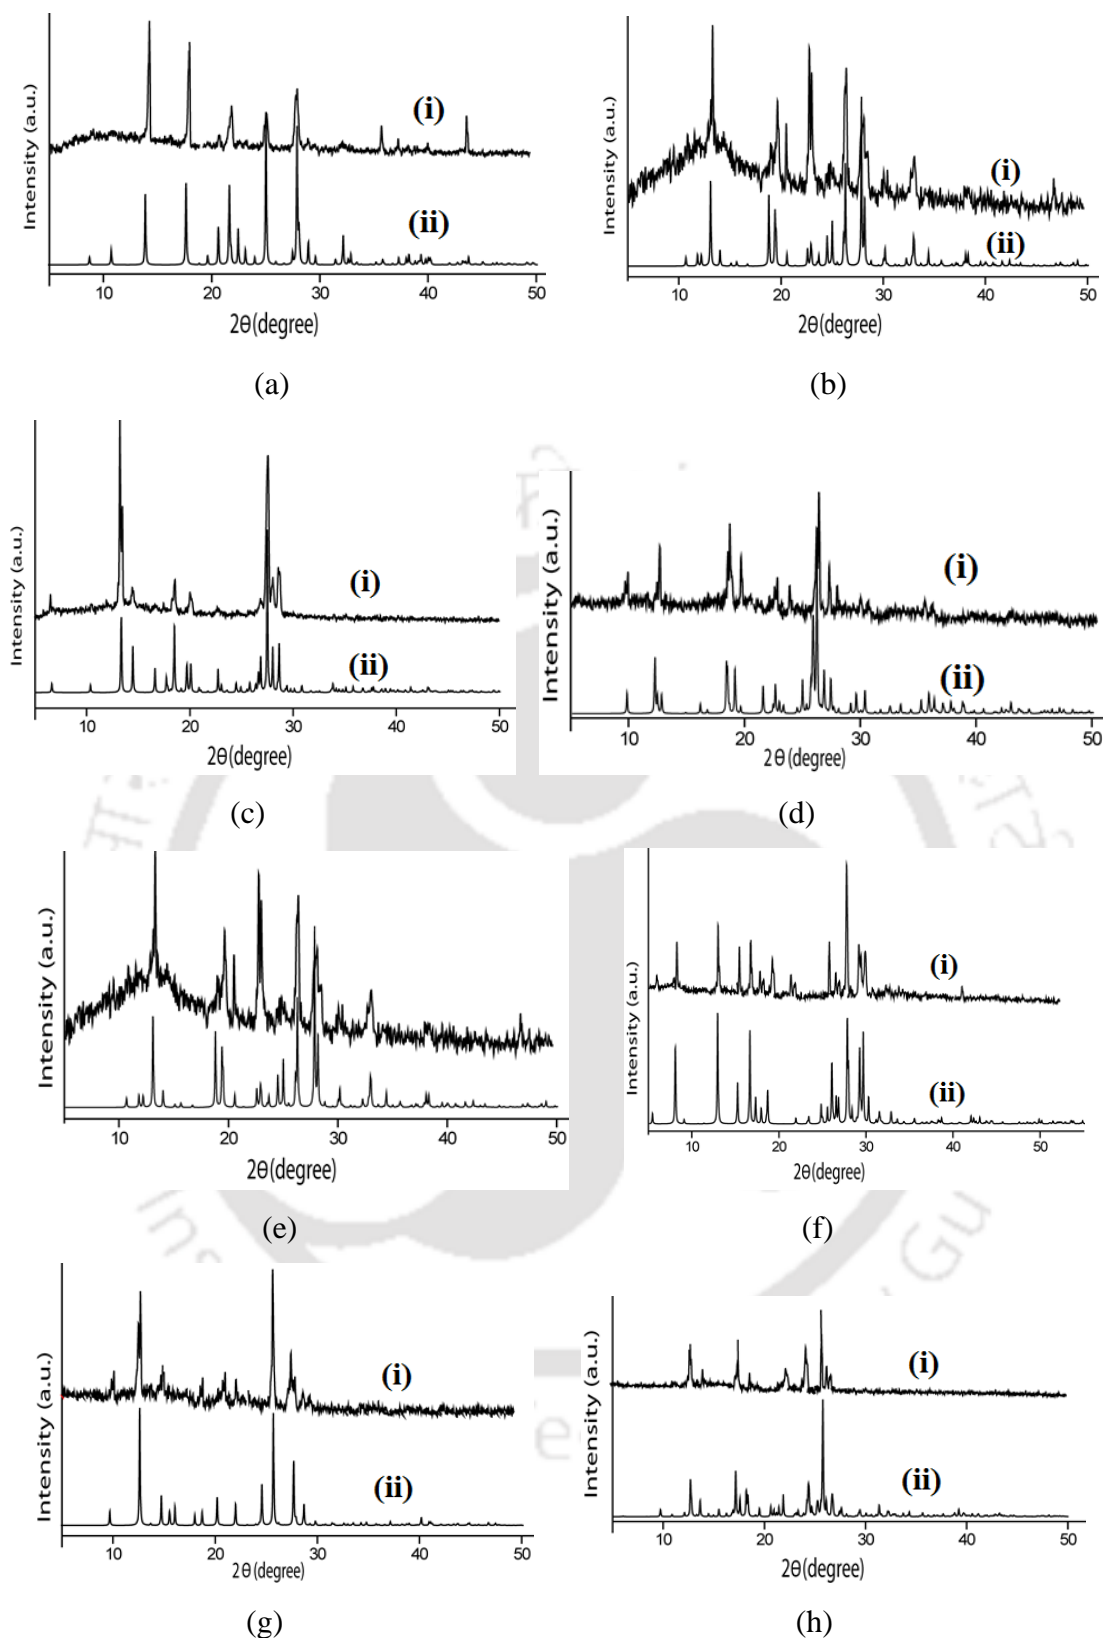 Intensity (a.u.)
(i)
(ii)
10 20 30 40 50
2θ(degree)
(a)
Intensity (a.u.)
(i)
(ii)
10 20 30 40 50
2θ(degree)
(b)
Intensity (a.u.)
(i)
(ii)
10 20 30 40 50
2θ(degree)
(c)
Intensity (a.u.)
(i)
(ii)
10 20 30 40 50
2θ(degree)
(d)
Intensity (a.u.)
10 20 30 40 50
2θ(degree)
(e)
Intensity (a.u.)
(i)
(ii)
10 20 30 40 50
2θ(degree)
(f)
Intensity (a.u.)
(i)
(ii)
10 20 30 40 50
2θ(degree)
(g)
Intensity (a.u.)
(i)
(ii)
10 20 30 40 50
2θ(degree)
(h)
Ins
Gu